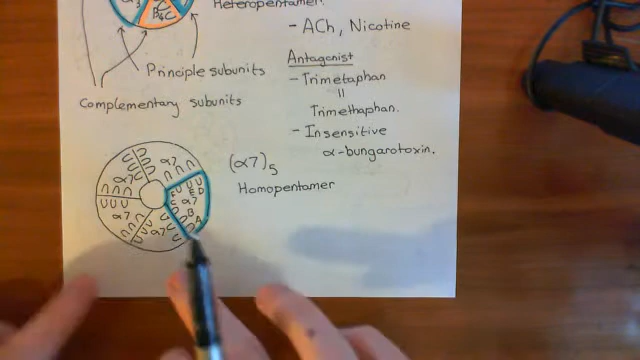 α3
B&C
Heteropentamer.
- ACh, Nicotine
Principle subunits
Complementary subunits
Antagonist
- Trimetaphan
=
Trimethaphan.
- Insensitive
α-bungarotoxin.
(α7)5
Homopentamer
α7
α7
α7
α7
α7
F E D
C
B
A